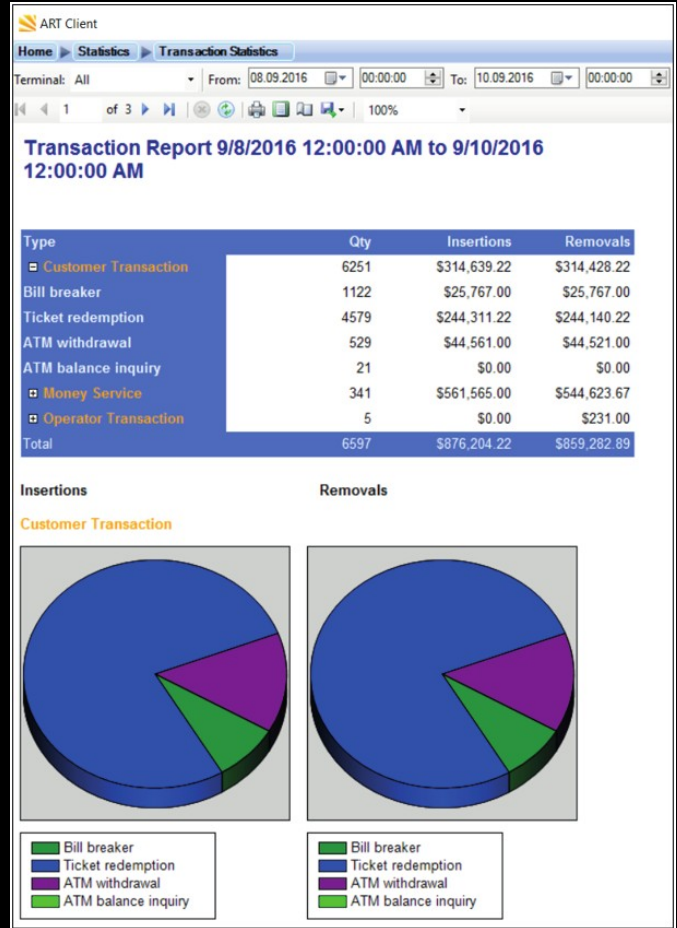 ART Client
Home Statistics Transaction Statistics
Terminal: All From: 08.09.2016 00:00:00 To: 10.09.2016 00:00:00
1 of 3 100%
Transaction Report 9/8/2016 12:00:00 AM to 9/10/2016
12:00:00 AM
Type Qty Insertions Removals
Customer Transaction 6251 $314,639.22 $314,428.22
Bill breaker 1122 $25,767.00 $25,767.00
Ticket redemption 4579 $244,311.22 $244,140.22
ATM withdrawal 529 $44,561.00 $44,521.00
ATM balance inquiry 21 $0.00 $0.00
Money Service 341 $561,565.00 $544,623.67
Operator Transaction 5 $0.00 $231.00
Total 6597 $876,204.22 $859,282.89
Insertions Removals
Customer Transaction
Bill breaker Bill breaker
Ticket redemption Ticket redemption
ATM withdrawal ATM withdrawal
ATM balance inquiry ATM balance inquiry